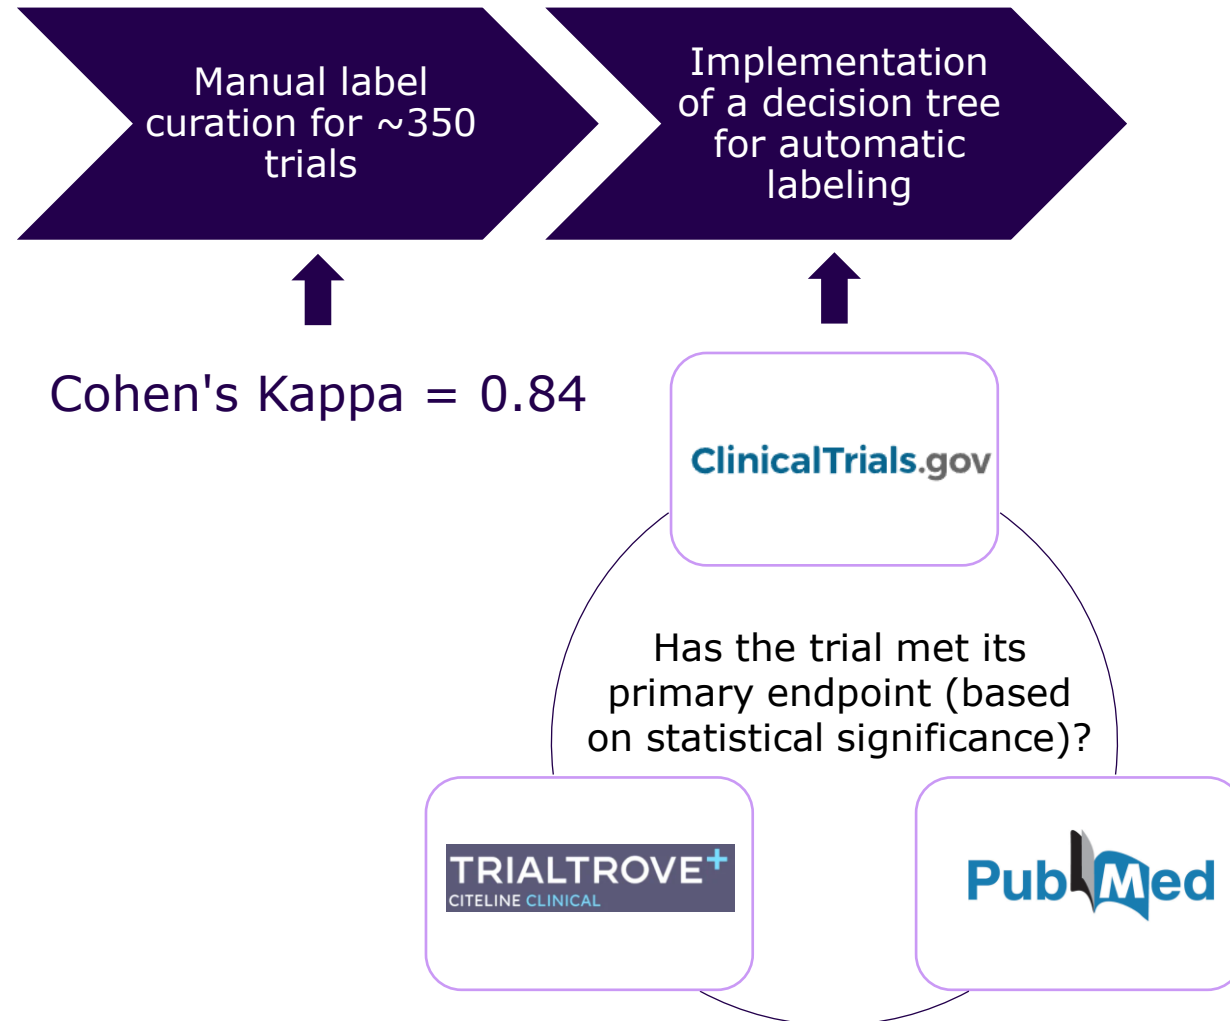 Manual label
curation for ~350
trials
Implementation
of a decision tree
for automatic
labeling
Cohen's Kappa = 0.84
ClinicalTrials.gov
Has the trial met its
primary endpoint (based
on statistical significance)?
TRIALTROVE+
CITELINE CLINICAL
PubMed